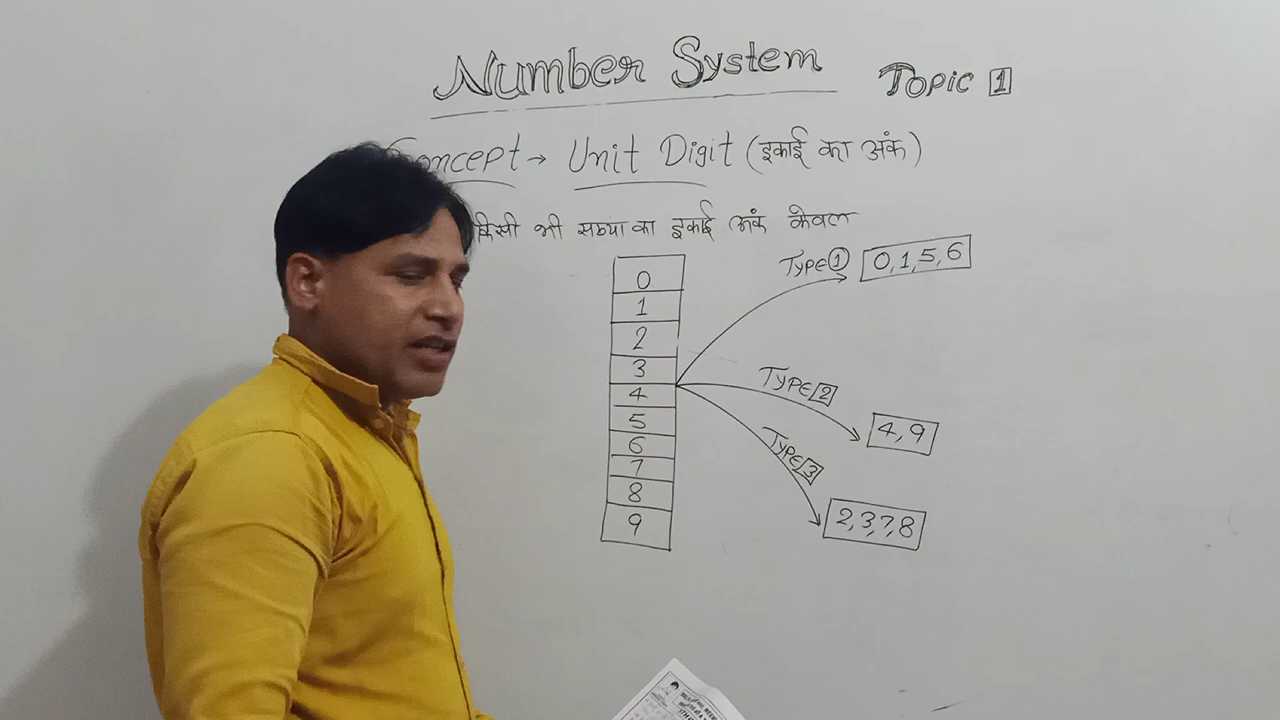 Number System Topic 1
Concept → Unit Digit (इकाई का अंक)
किसी भी संख्या का इकाई अंक केवल
Type 1 0,1,5,6
0
1
2
3
4
5
6
7
8
9
Type 2 4,9
Type 3 2,3,7,8